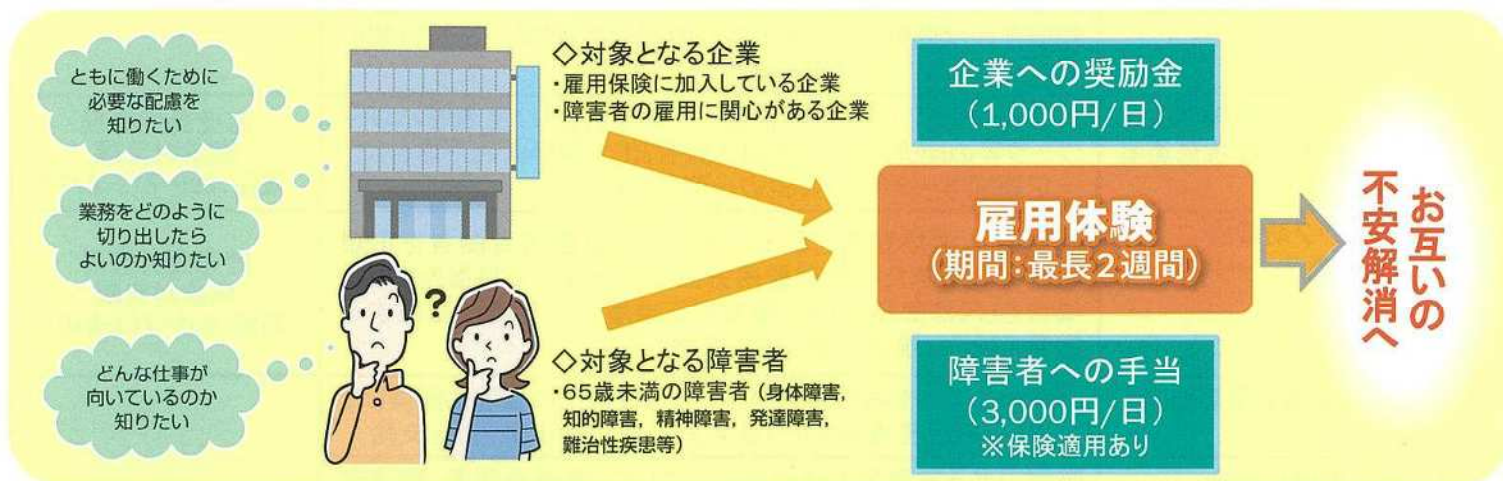 ともに働くために
必要な配慮を
知りたい
業務をどのように
切り出したら
よいのか知りたい
どんな仕事が
向いているのか
知りたい
◇対象となる企業
・雇用保険に加入している企業
・障害者の雇用に関心がある企業
?
◇対象となる障害者
・65歳未満の障害者（身体障害,
知的障害, 精神障害, 発達障害,
難治性疾患等）
企業への奨励金
（1,000円/日）
雇用体験
（期間：最長2週間）
障害者への手当
（3,000円/日）
※保険適用あり
お互いの
不安解消へ